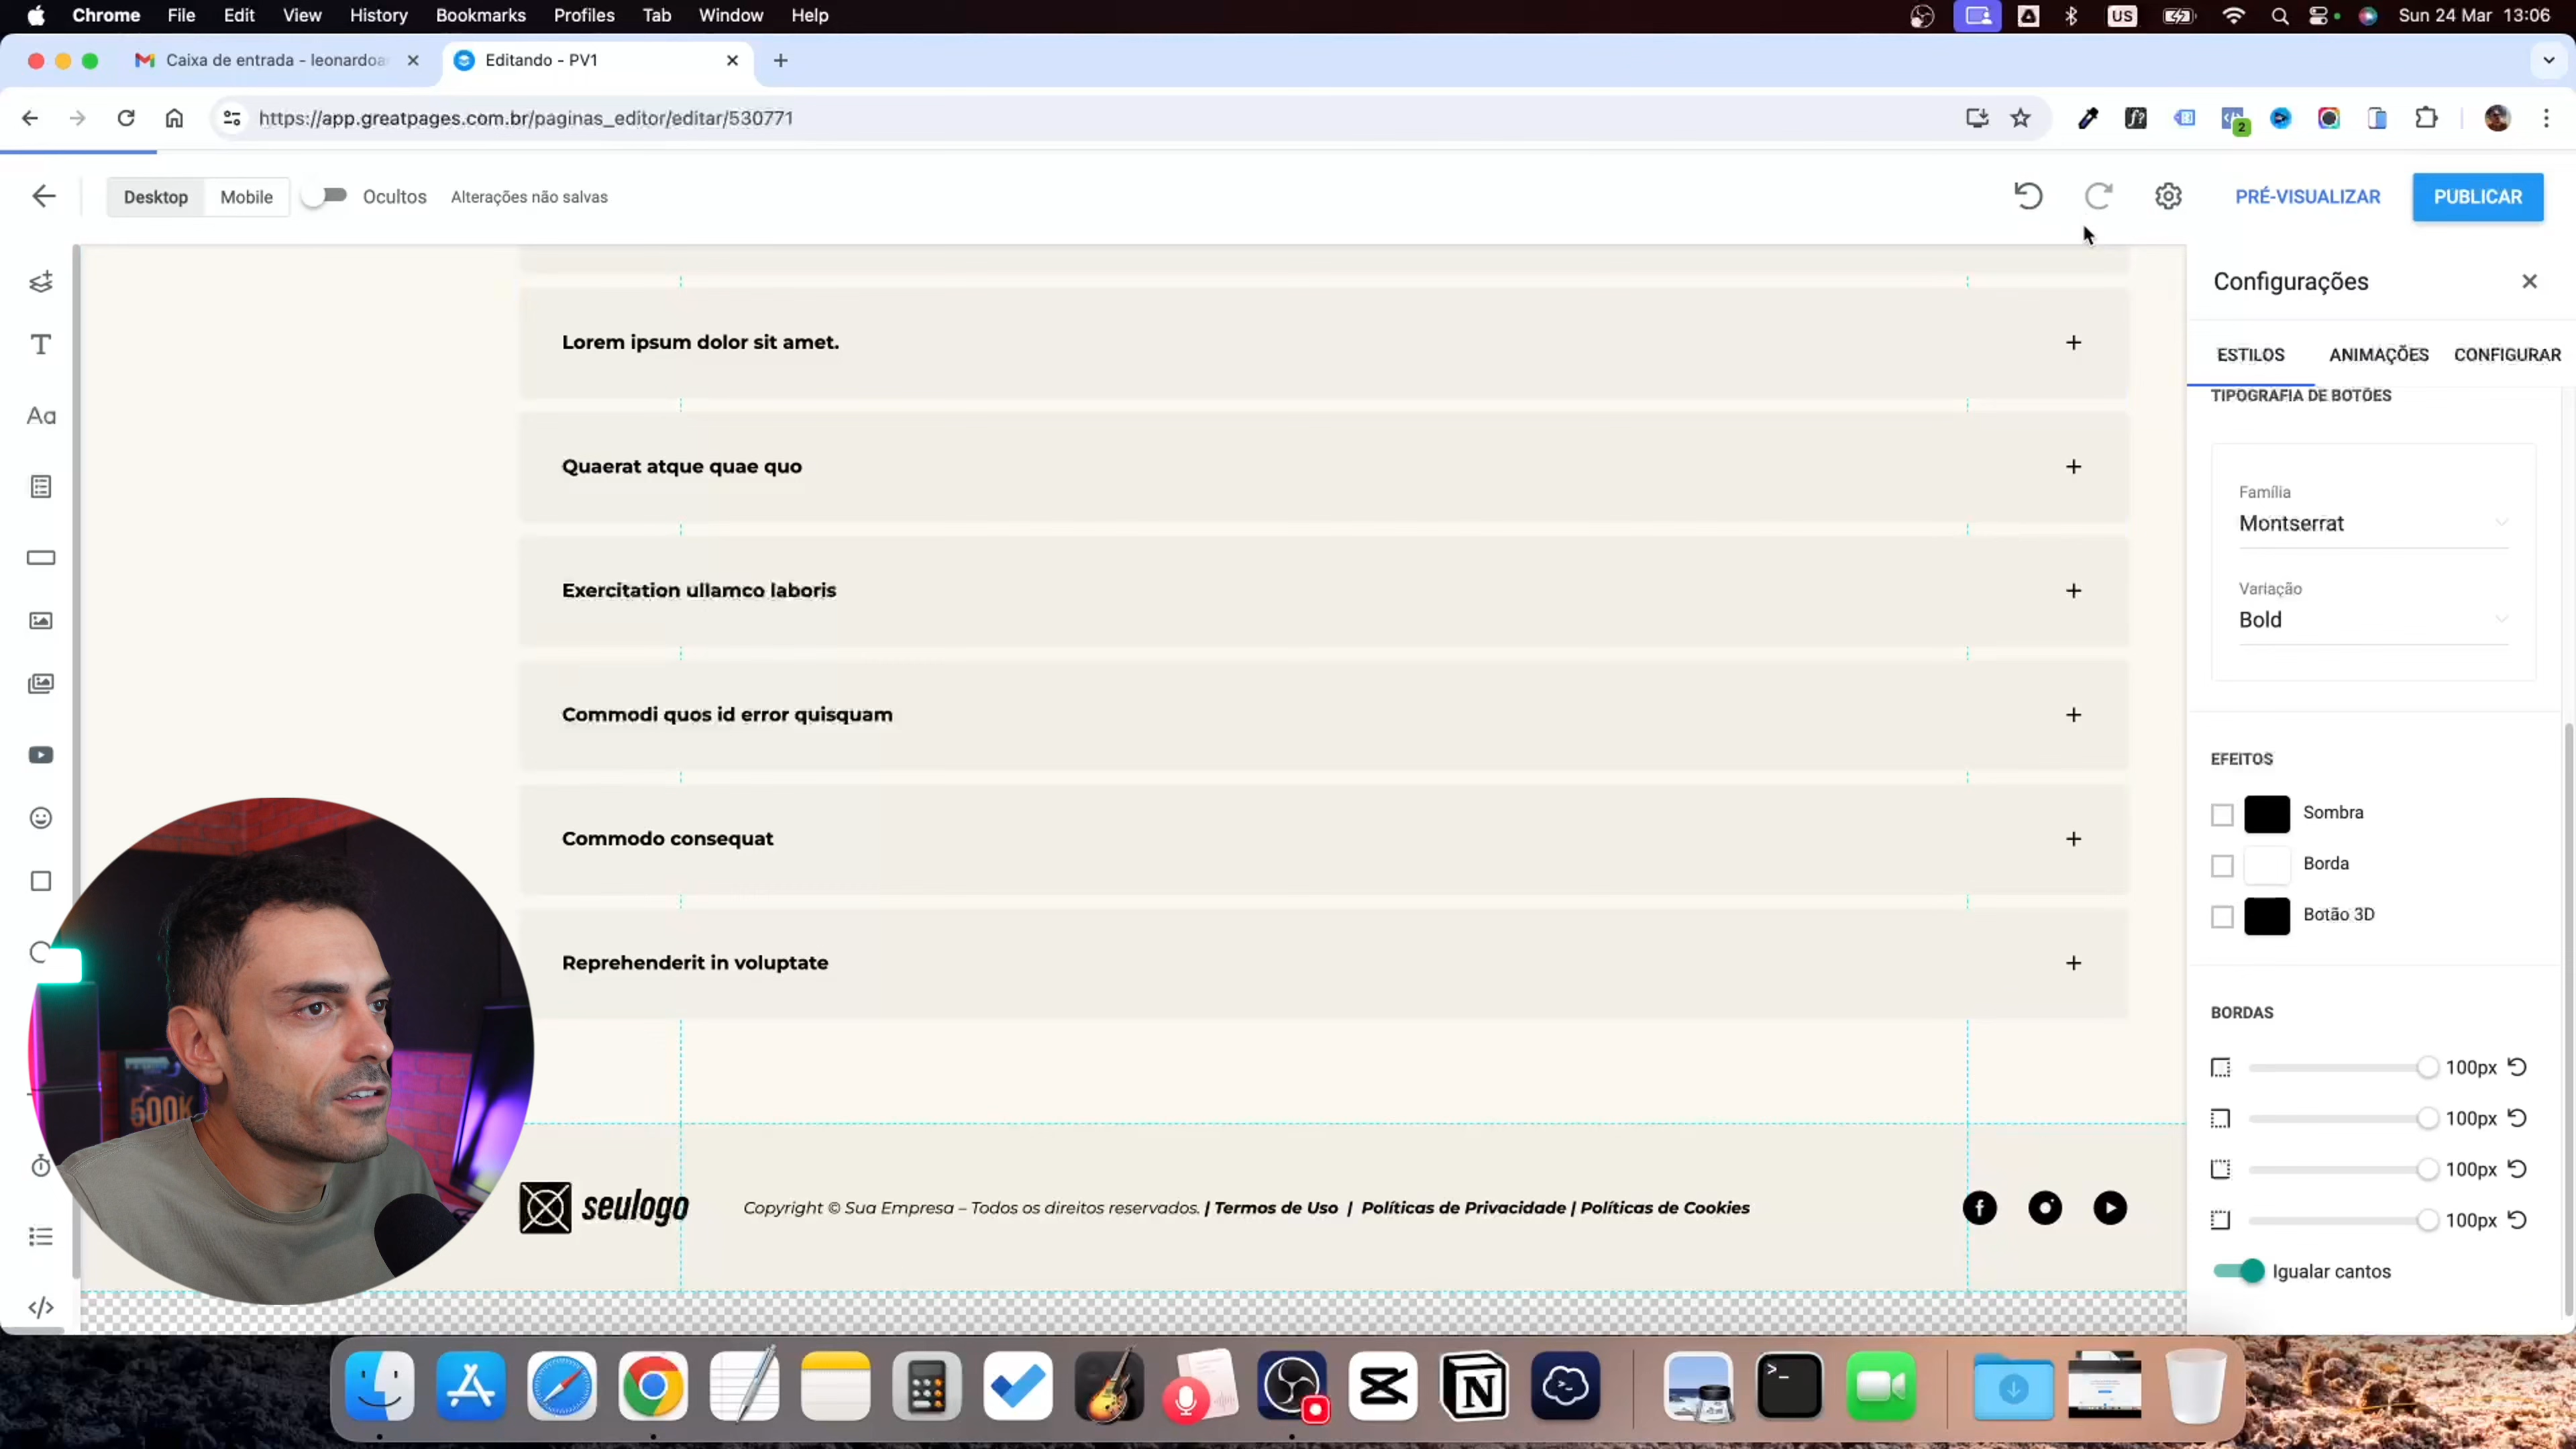 Chrome File Edit View History Bookmarks Profiles Tab Window Help
US
Sun 24 Mar 13:06
Caixa de entrada - leonardoa
Editando - PV1
https://app.greatpages.com.br/paginas_editor/editar/530771
f?
2
Desktop
Mobile
Ocultos
Alterações não salvas
PRÉ-VISUALIZAR
PUBLICAR
Configurações
ESTILOS
ANIMAÇÕES
CONFIGURAR
T
Aa
Lorem ipsum dolor sit amet.
Quaerat atque quae quo
Exercitation ullamco laboris
Commodi quos id error quisquam
Commodo consequat
Reprehenderit in voluptate
TIPOGRAFIA DE BOTÕES
Família
Montserrat
Variação
Bold
EFEITOS
Sombra
Borda
Botão 3D
BORDAS
100px
100px
100px
100px
Igualar cantos
500K
seulogo
Copyright © Sua Empresa – Todos os direitos reservados. | Termos de Uso | Políticas de Privacidade | Políticas de Cookies